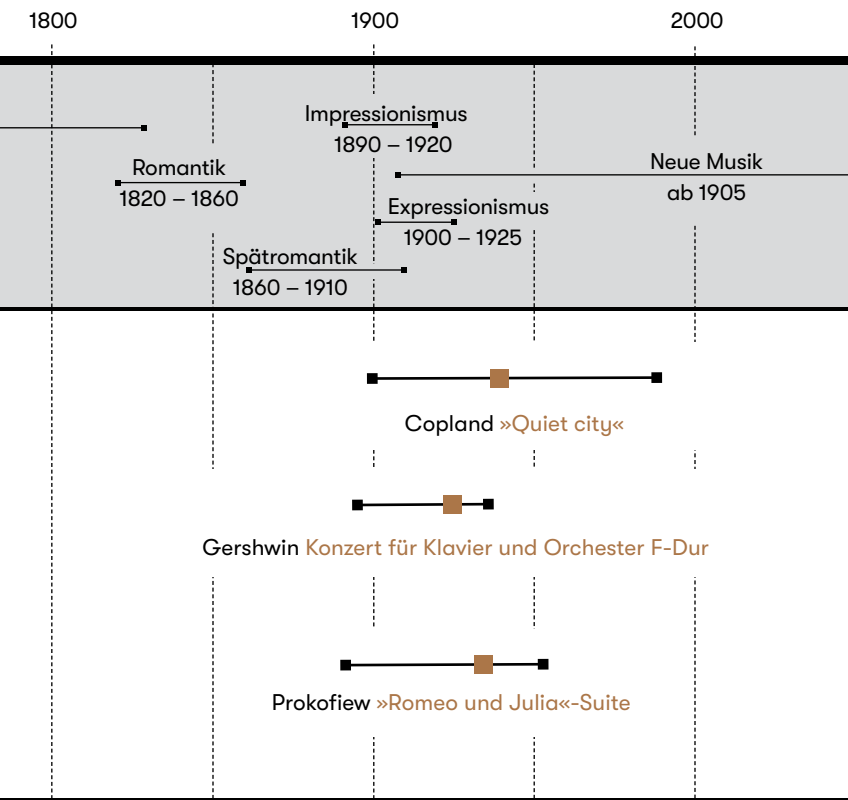 1800 1900 2000
Impressionismus
1890 – 1920
Romantik
1820 – 1860
Neue Musik
ab 1905
Expressionismus
1900 – 1925
Spätromantik
1860 – 1910
Copland »Quiet city«
Gershwin Konzert für Klavier und Orchester F-Dur
Prokofiew »Romeo und Julia«-Suite